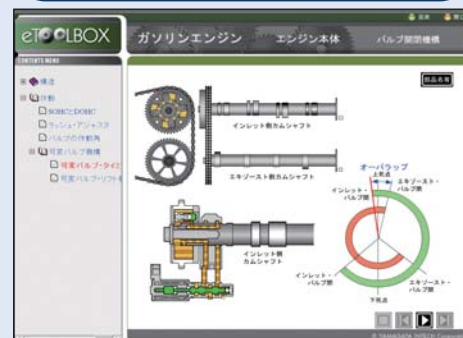 eTOOLBOX
ガソリンエンジン
エンジン本体
バルブ開閉機構
CONTENTS MENU
構造
作動
SOHCとDOHC
ラッシュ・アジャスタ
バルブの作動角
可変バルブ機構
可変バルブ・タイミ
可変バルブ・リフト
部品名称
インレット側カムシャフト
エキゾースト側カムシャフト
インレット側
カムシャフト
オーバラップ
上死点
インレット・
バルブ開
エキゾースト・
バルブ閉
インレット・
バルブ閉
エキゾースト・
バルブ開
下死点